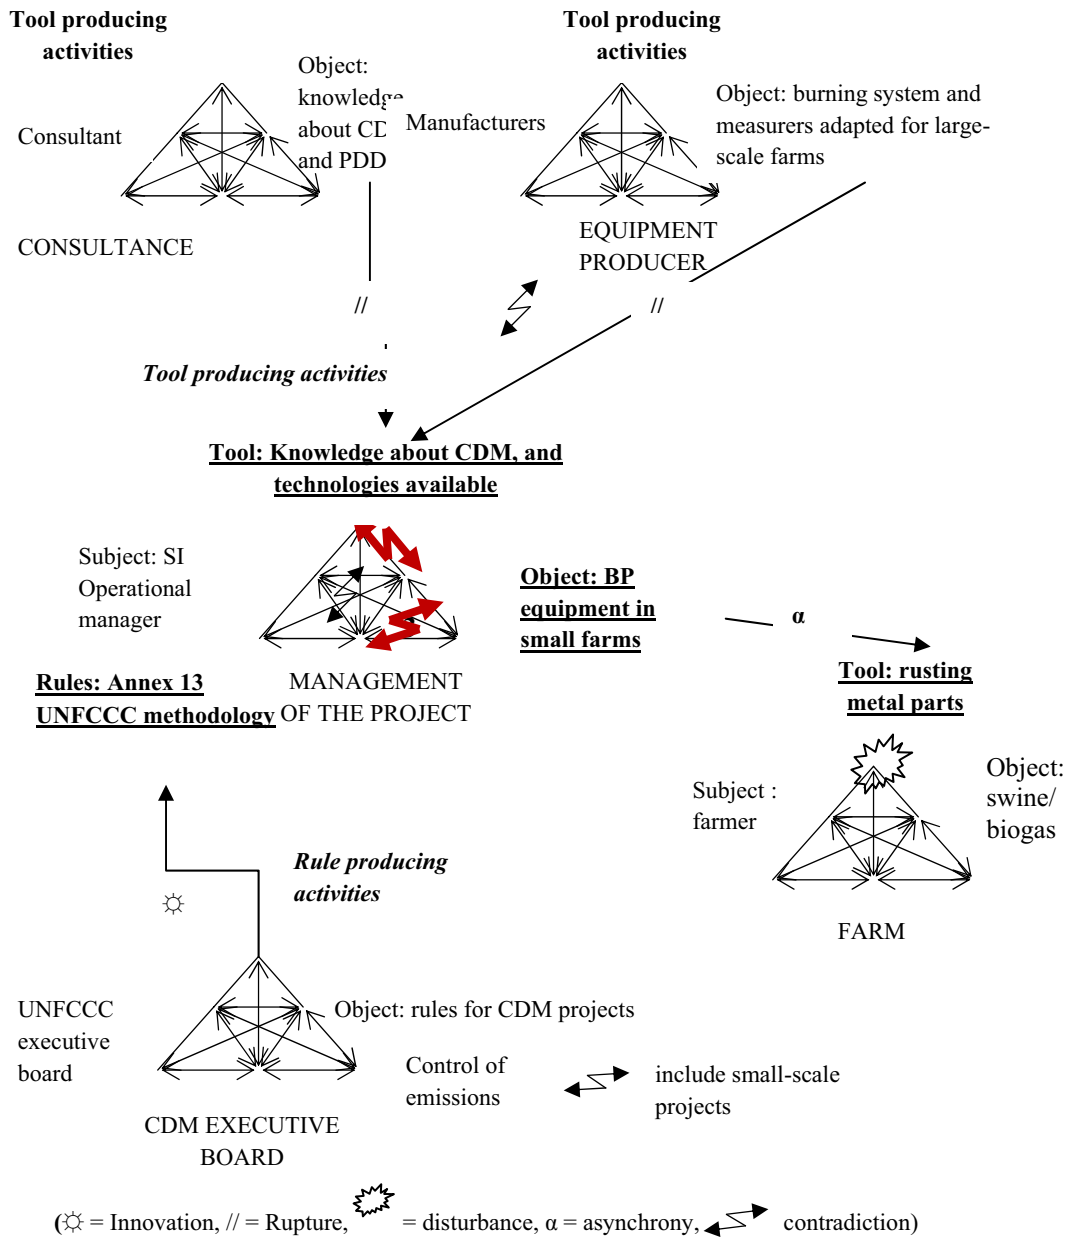 Tool producing
activities
Object:
knowledge
about CD
and PDD
Consultant
CONSULTANCE
Tool producing
activities
Manufacturers
Object: burning system and
measurers adapted for large-
scale farms
EQUIPMENT
PRODUCER
//
//
Tool producing activities
Tool: Knowledge about CDM, and
technologies available
Subject: SI
Operational
manager
Object: BP
equipment in
small farms
α
Rules: Annex 13
UNFCCC methodology
MANAGEMENT
OF THE PROJECT
Tool: rusting
metal parts
Subject :
farmer
Object:
swine/
biogas
FARM
Rule producing
activities
☼
UNFCCC
executive
board
Object: rules for CDM projects
Control of
emissions
include small-scale
projects
CDM EXECUTIVE
BOARD
(☼ = Innovation, // = Rupture, = disturbance, α = asynchrony, contradiction)